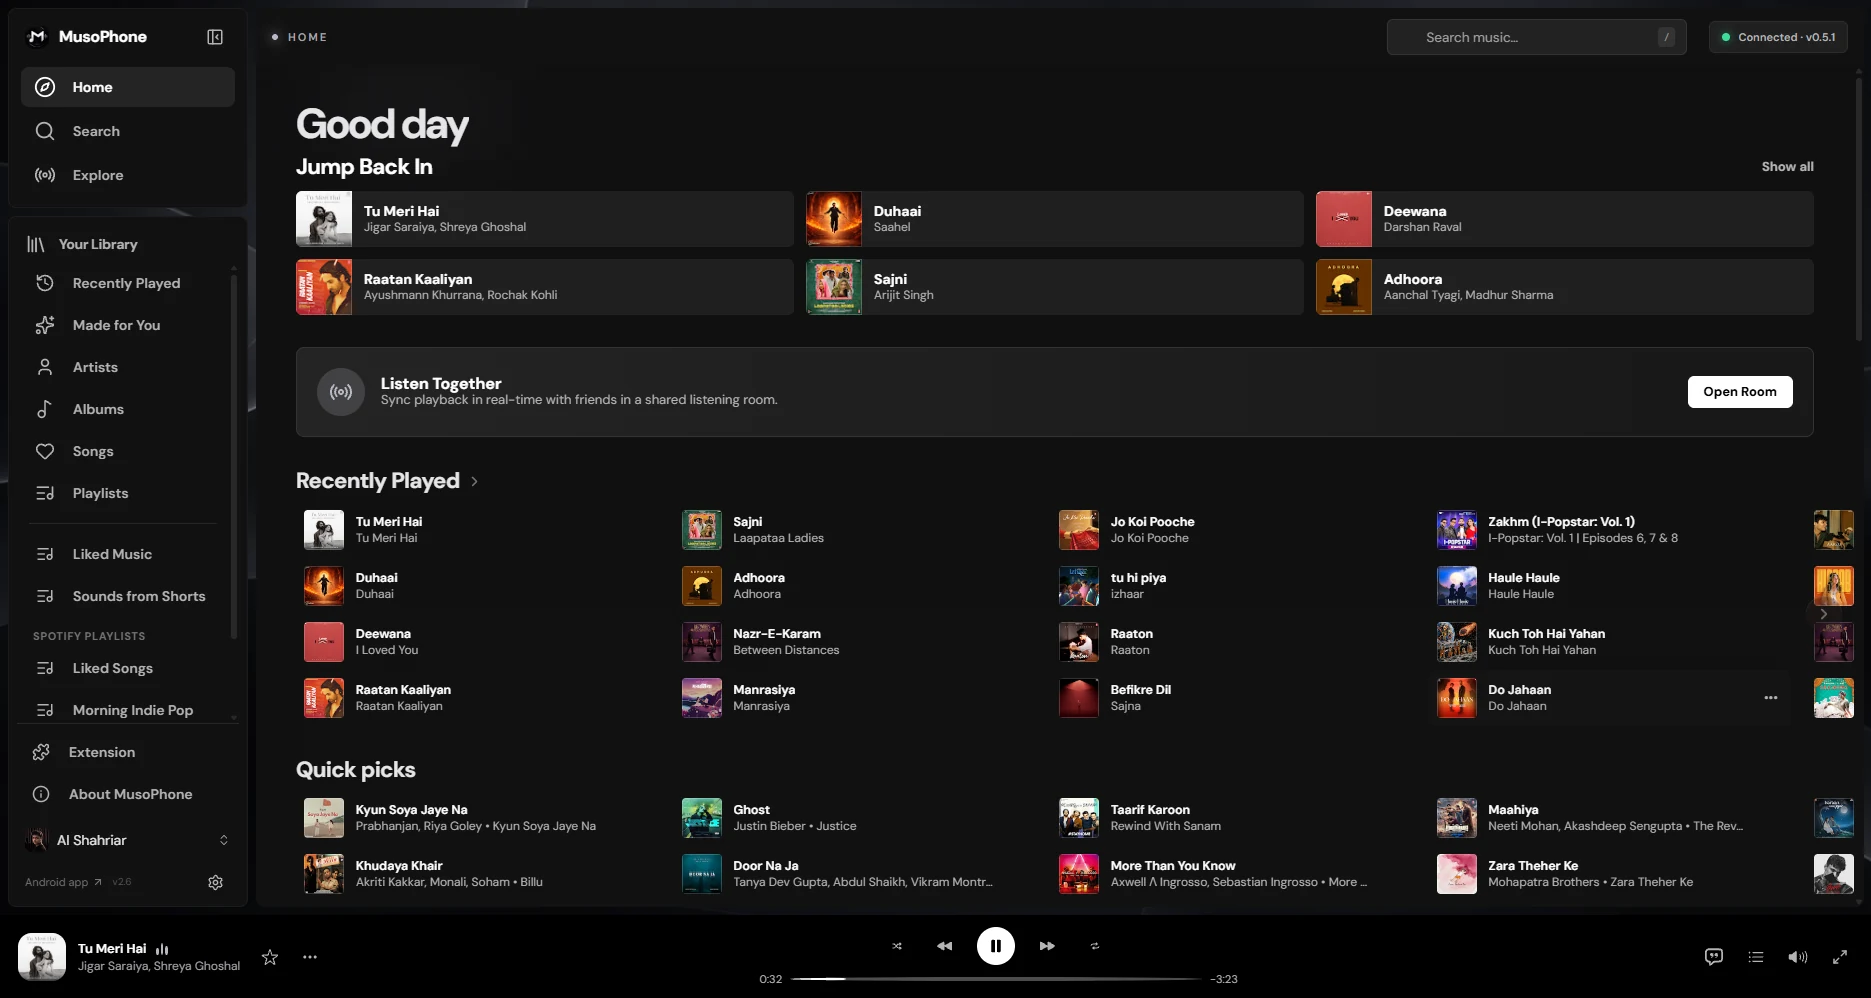 MusoPhone
Home
Search
Explore
Your Library
Recently Played
Made for You
Artists
Albums
Songs
Playlists
Liked Music
Sounds from Shorts
SPOTIFY PLAYLISTS
Liked Songs
Morning Indie Pop
Extension
About MusoPhone
Al Shahriar
Android app ↗ v2.6
HOME
Search music... /
Connected · v0.5.1
Good day
Jump Back In
Show all
Tu Meri Hai
Jigar Saraiya, Shreya Ghoshal
Duhaai
Saahel
Deewana
Darshan Raval
Raatan Kaaliyan
Ayushmann Khurrana, Rochak Kohli
Sajni
Arijit Singh
Adhoora
Aanchal Tyagi, Madhur Sharma
Listen Together
Sync playback in real-time with friends in a shared listening room.
Open Room
Recently Played
Tu Meri Hai
Tu Meri Hai
Sajni
Laapataa Ladies
Jo Koi Pooche
Jo Koi Pooche
Zakhm (I-Popstar: Vol. 1)
I-Popstar: Vol. 1 | Episodes 6, 7 & 8
Duhaai
Duhaai
Adhoora
Adhoora
tu hi piya
izhaar
Haule Haule
Haule Haule
Deewana
I Loved You
Nazr-E-Karam
Between Distances
Raaton
Raaton
Kuch Toh Hai Yahan
Kuch Toh Hai Yahan
Raatan Kaaliyan
Raatan Kaaliyan
Manrasiya
Manrasiya
Befikre Dil
Sajna
Do Jahaan
Do Jahaan
Quick picks
Kyun Soya Jaye Na
Prabhanjan, Riya Goley • Kyun Soya Jaye Na
Ghost
Justin Bieber • Justice
Taarif Karoon
Rewind With Sanam
Maahiya
Neeti Mohan, Akashdeep Sengupta • The Rev...
Khudaya Khair
Akriti Kakkar, Monali, Soham • Billu
Door Na Ja
Tanya Dev Gupta, Abdul Shaikh, Vikram Montr...
More Than You Know
Axwell Λ Ingrosso, Sebastian Ingrosso • More ...
Zara Theher Ke
Mohapatra Brothers • Zara Theher Ke
Tu Meri Hai
Jigar Saraiya, Shreya Ghoshal
0:32
-3:23